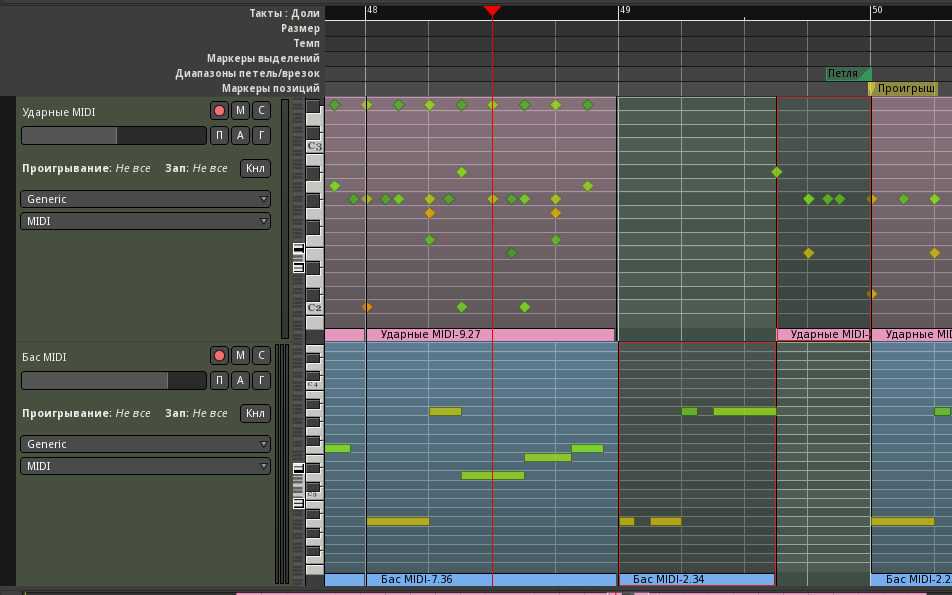 Такты : Доли
48
49
50
Размер
Темп
Маркеры выделений
Диапазоны петель/врезок
Петля
Маркеры позиций
Проигрыш
Ударные MIDI
М
С
П
А
Г
C3
Проигрывание: Не все
Зап: Не все
Кнл
Generic
MIDI
C2
Ударные MIDI-9.27
Ударные MIDI-
Ударные MID
Бас MIDI
М
С
П
А
Г
C4
Проигрывание: Не все
Зап: Не все
Кнл
Generic
MIDI
C3
Бас MIDI-7.36
Бас MIDI-2.34
Бас MIDI-2.2